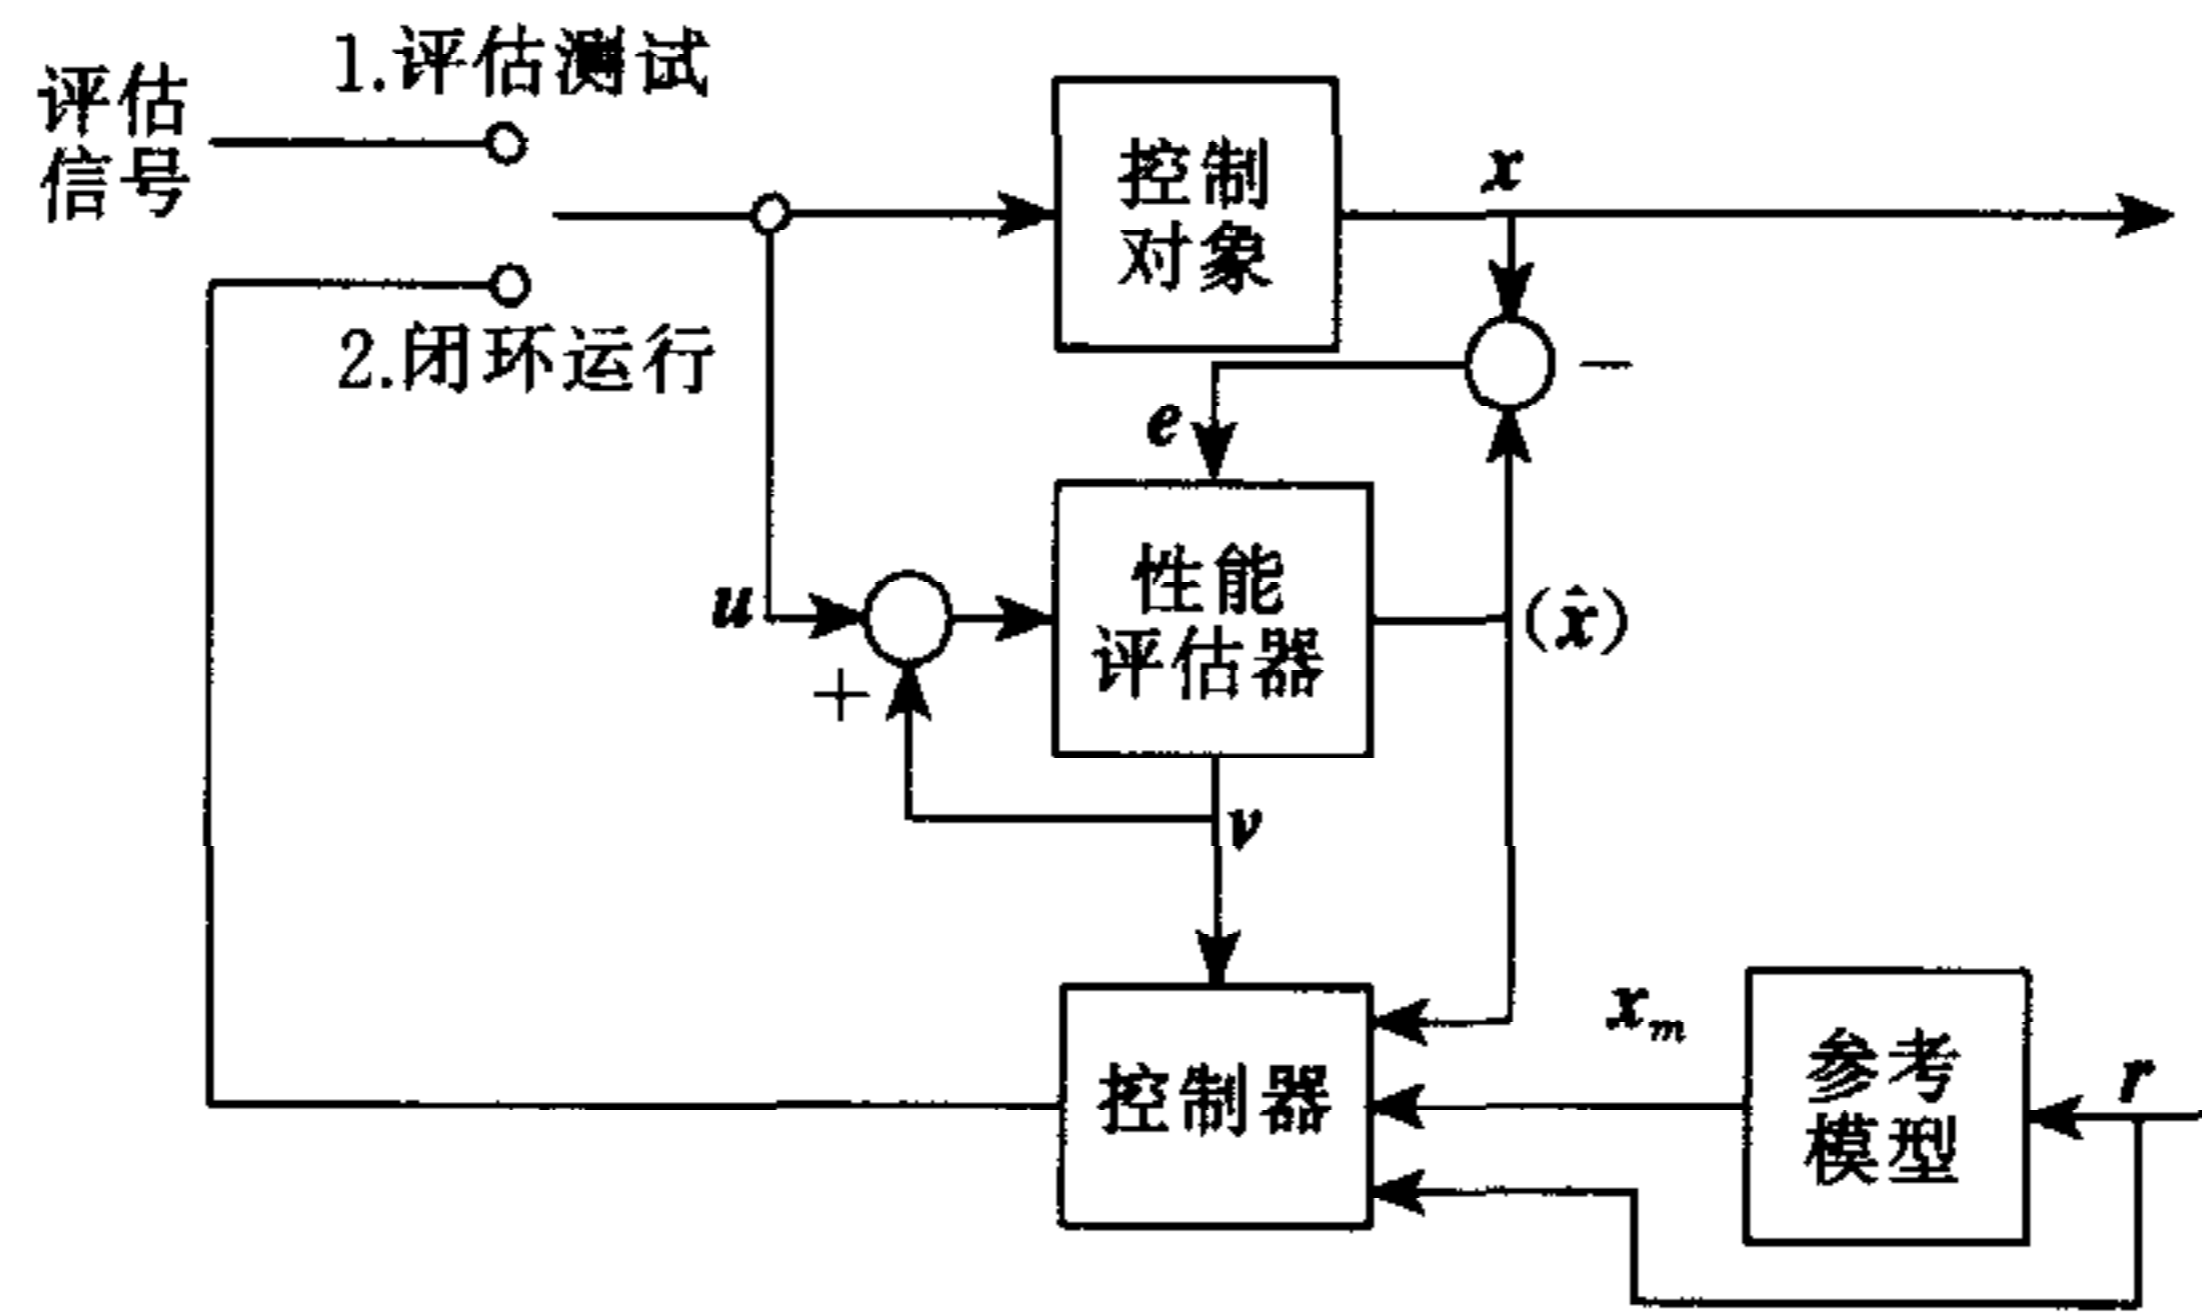 评估
信号
1.评估测试
控制
对象
x
2.闭环运行
−
e
u
+
性能
评估器
(x̂)
v
控制器
x_m
参考
模型
r